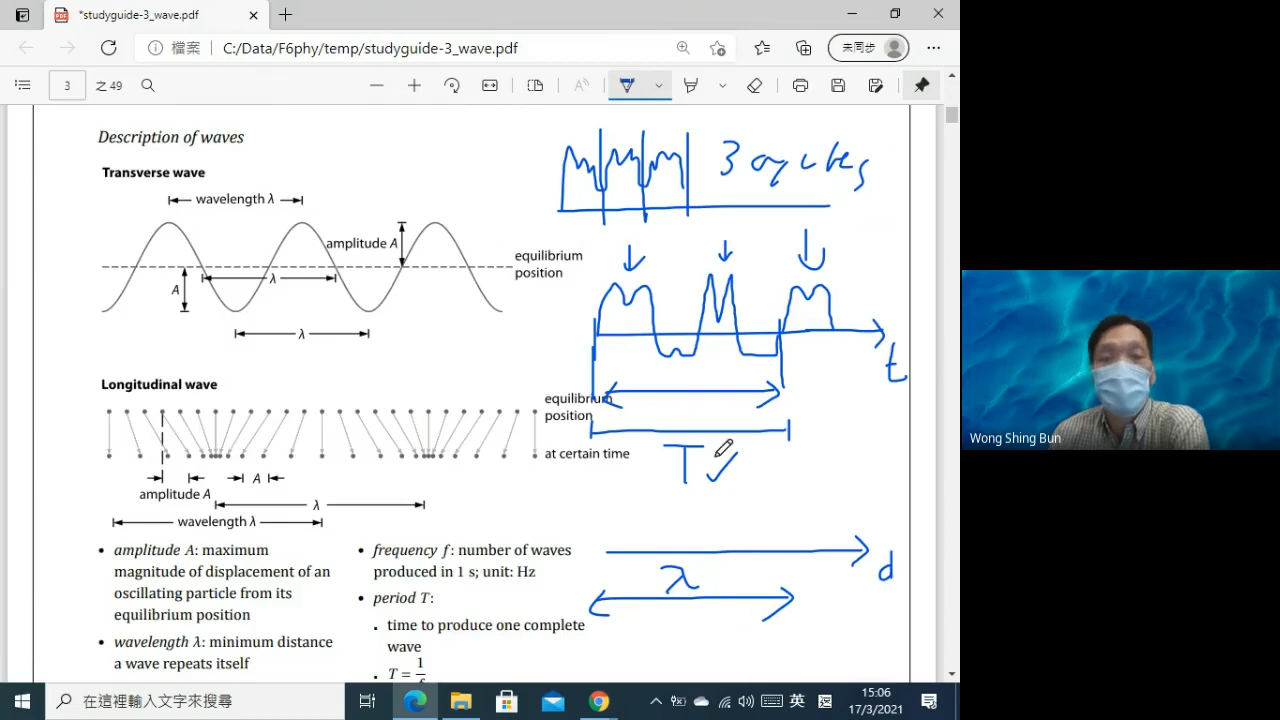 *studyguide-3_wave.pdf
檔案
C:/Data/F6phy/temp/studyguide-3_wave.pdf
未同步
3
之 49
Description of waves
Transverse wave
wavelength λ
amplitude A
equilibrium
position
A
λ
λ
3 cycles
t
T
Longitudinal wave
equilibrium
position
at certain time
amplitude A
A
λ
wavelength λ
d
λ
• amplitude A: maximum
magnitude of displacement of an
oscillating particle from its
equilibrium position
• wavelength λ: minimum distance
a wave repeats itself
• frequency f: number of waves
produced in 1 s; unit: Hz
• period T:
. time to produce one complete
wave
. T = 1
Wong Shing Bun
在這裡輸入文字來搜尋
英
15:06
17/3/2021